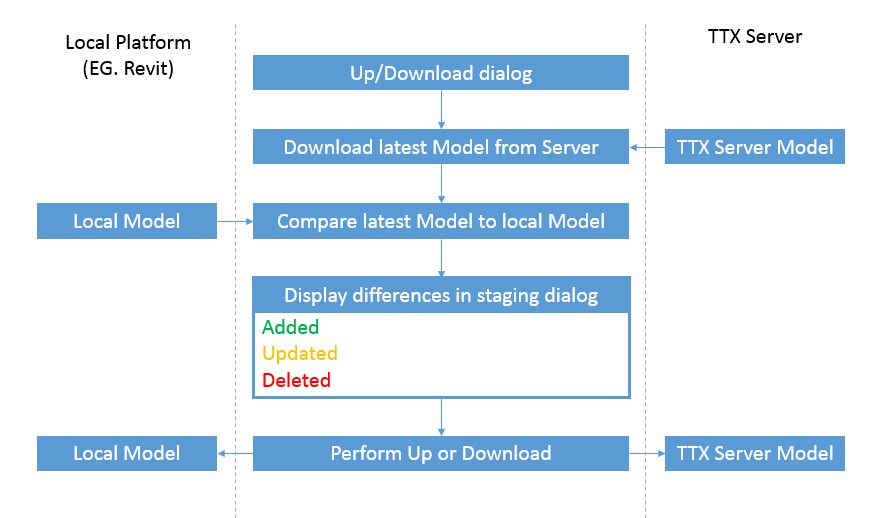 Local Platform
(EG. Revit)
TTX Server
Up/Download dialog
Download latest Model from Server
TTX Server Model
Local Model
Compare latest Model to local Model
Display differences in staging dialog
Added
Updated
Deleted
Local Model
Perform Up or Download
TTX Server Model